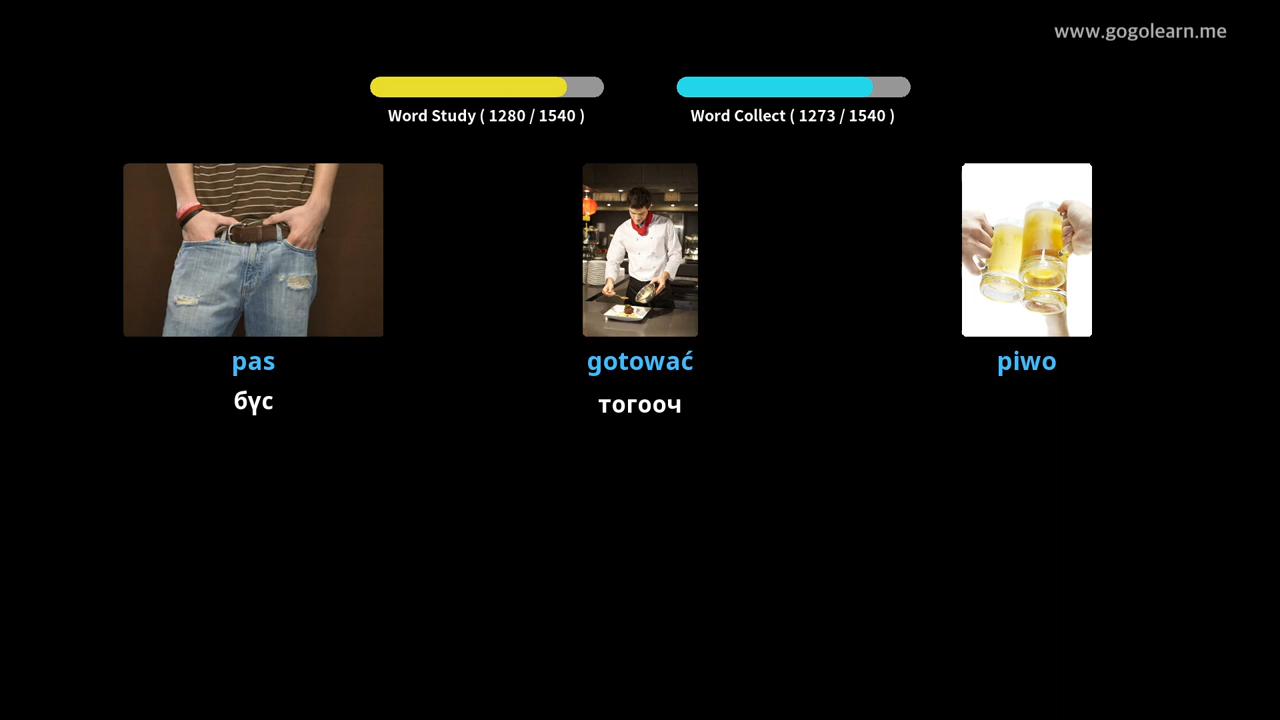 www.gogolearn.me
Word Study ( 1280 / 1540 )
Word Collect ( 1273 / 1540 )
pas
бүс
gotować
тогооч
piwo